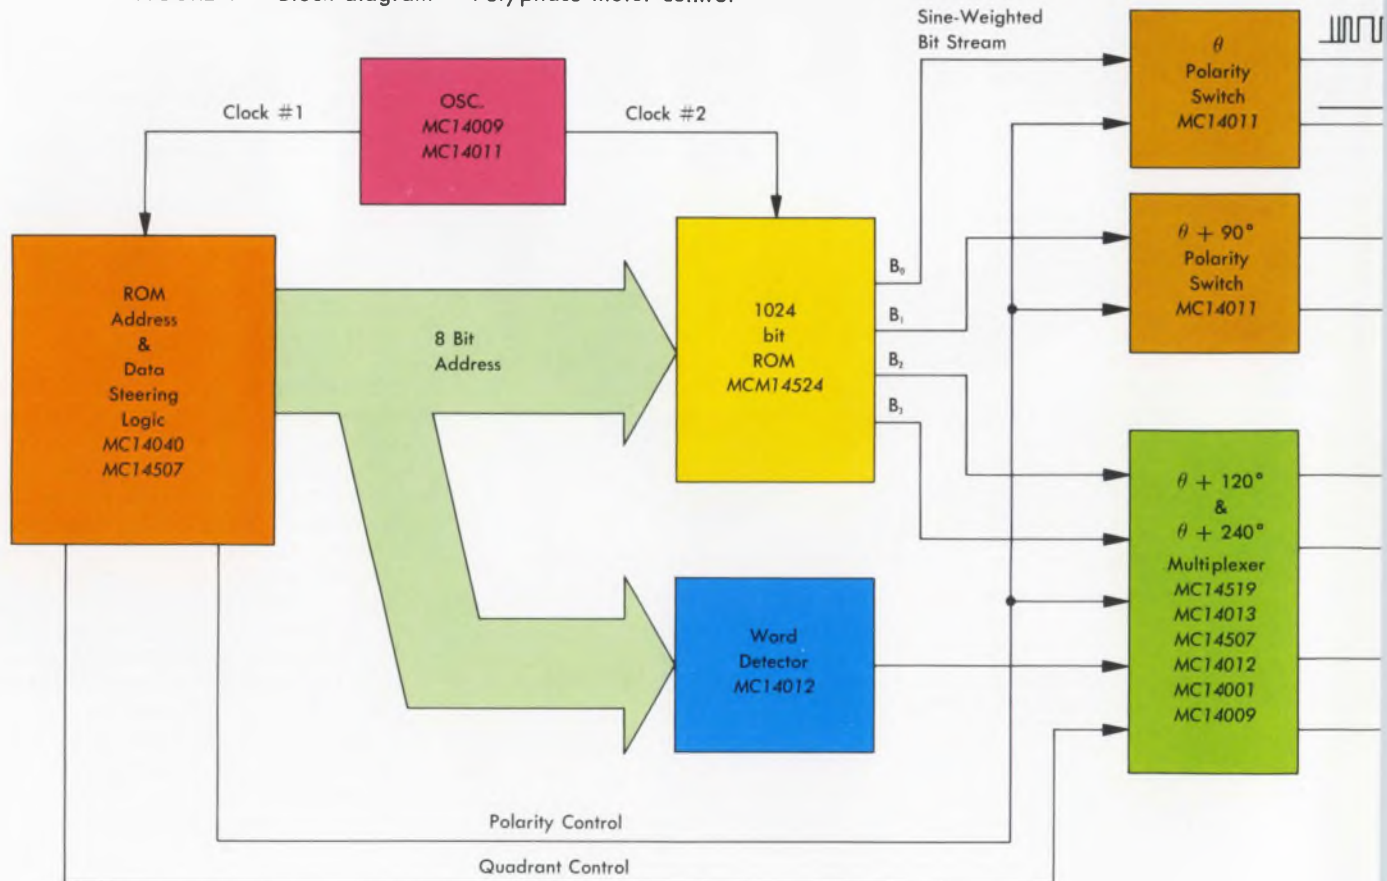 Sine-Weighted
Bit Stream
θ
Polarity
Switch
MC14011
OSC.
MC14009
MC14011
Clock #1
Clock #2
ROM
Address
&
Data
Steering
Logic
MC14040
MC14507
8 Bit
Address
1024
bit
ROM
MCM14524
B₀
B₁
B₂
B₃
θ + 90°
Polarity
Switch
MC14011
θ + 120°
&
θ + 240°
Multiplexer
MC14519
MC14013
MC14507
MC14012
MC14001
MC14009
Word
Detector
MC14012
Polarity Control
Quadrant Control